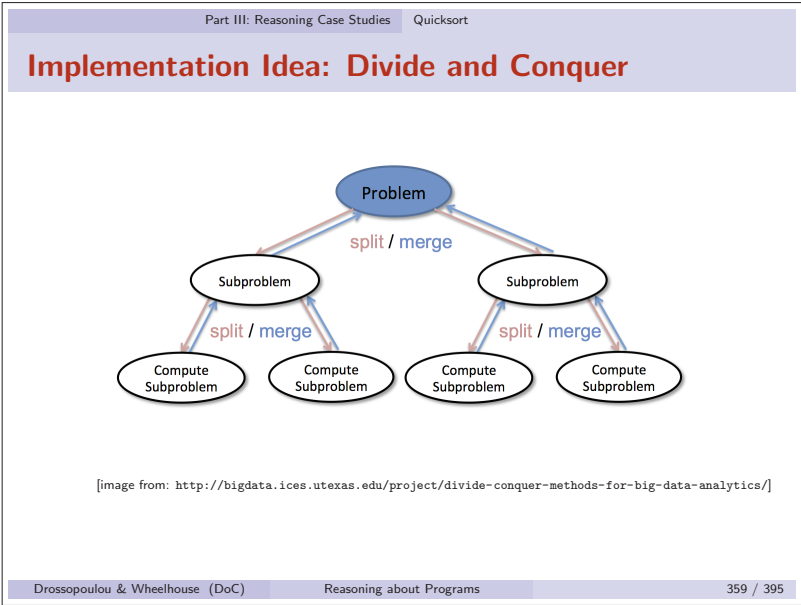 Part III: Reasoning Case Studies Quicksort
Implementation Idea: Divide and Conquer
Problem
split / merge
Subproblem Subproblem
split / merge split / merge
Compute Subproblem Compute Subproblem Compute Subproblem Compute Subproblem
[image from: http://bigdata.ices.utexas.edu/project/divide-conquer-methods-for-big-data-analytics/]
Drossopoulou & Wheelhouse (DoC) Reasoning about Programs 359 / 395